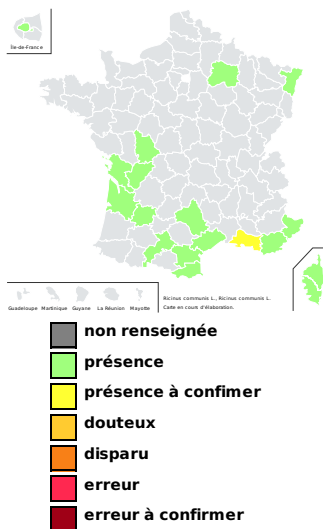 Île-de-France
Ricinus communis L., Ricinus communis L.
Carte en cours d'élaboration.
Guadeloupe Martinique Guyane La Réunion Mayotte
non renseignée
présence
présence à confimer
douteux
disparu
erreur
erreur à confirmer